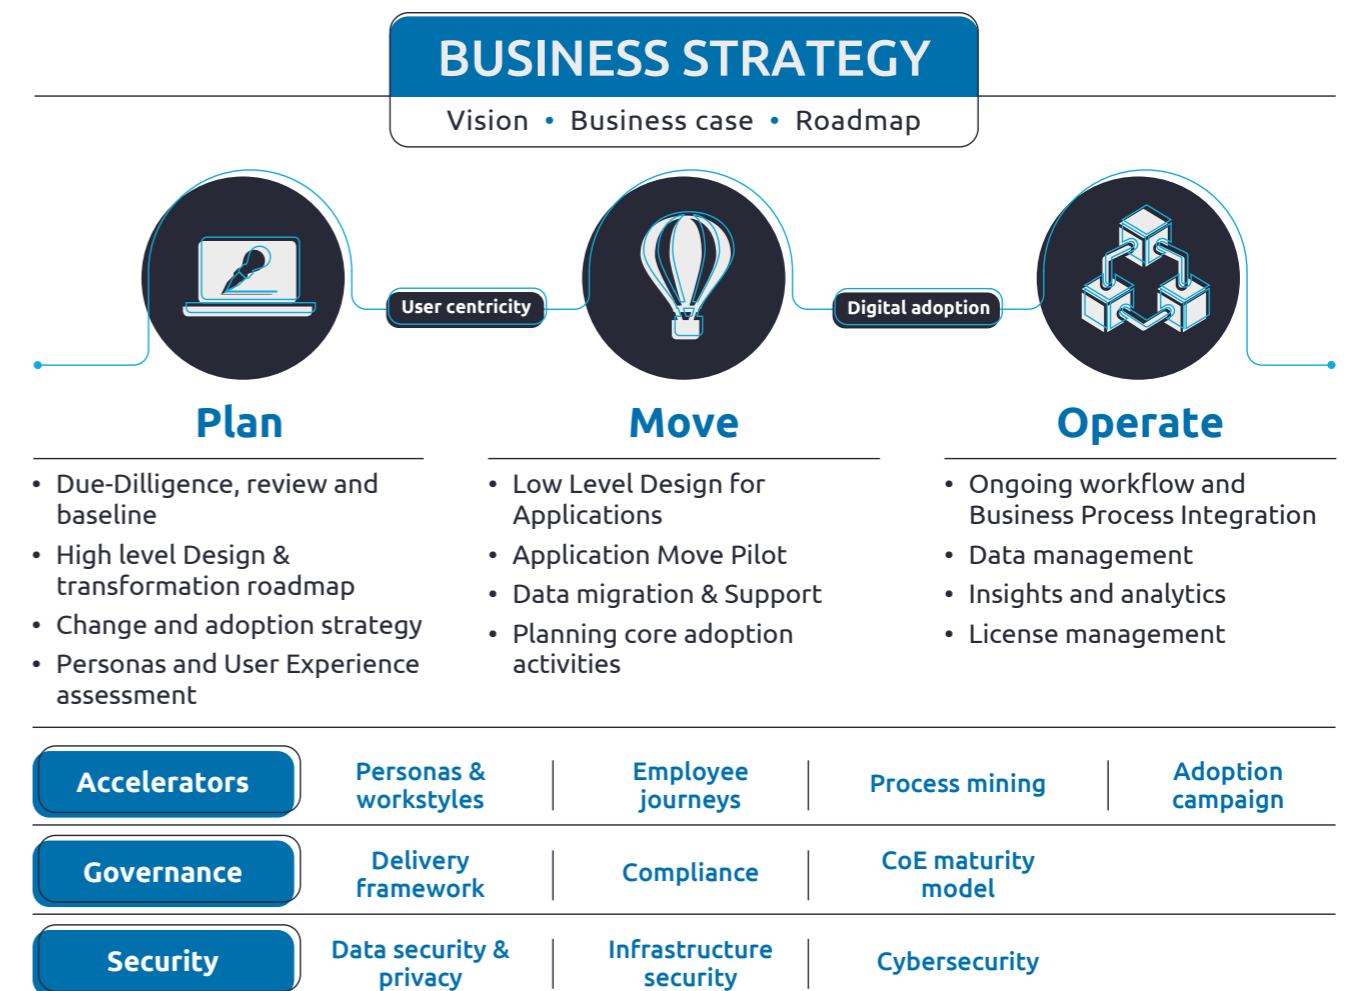 BUSINESS STRATEGY
Vision • Business case • Roadmap
User centricity
Digital adoption
Plan
• Due-Dilligence, review and
baseline
• High level Design &
transformation roadmap
• Change and adoption strategy
• Personas and User Experience
assessment
Move
• Low Level Design for
Applications
• Application Move Pilot
• Data migration & Support
• Planning core adoption
activities
Operate
• Ongoing workflow and
Business Process Integration
• Data management
• Insights and analytics
• License management
Accelerators
Personas &
workstyles
Employee
journeys
Process mining
Adoption
campaign
Governance
Delivery
framework
Compliance
CoE maturity
model
Security
Data security &
privacy
Infrastructure
security
Cybersecurity